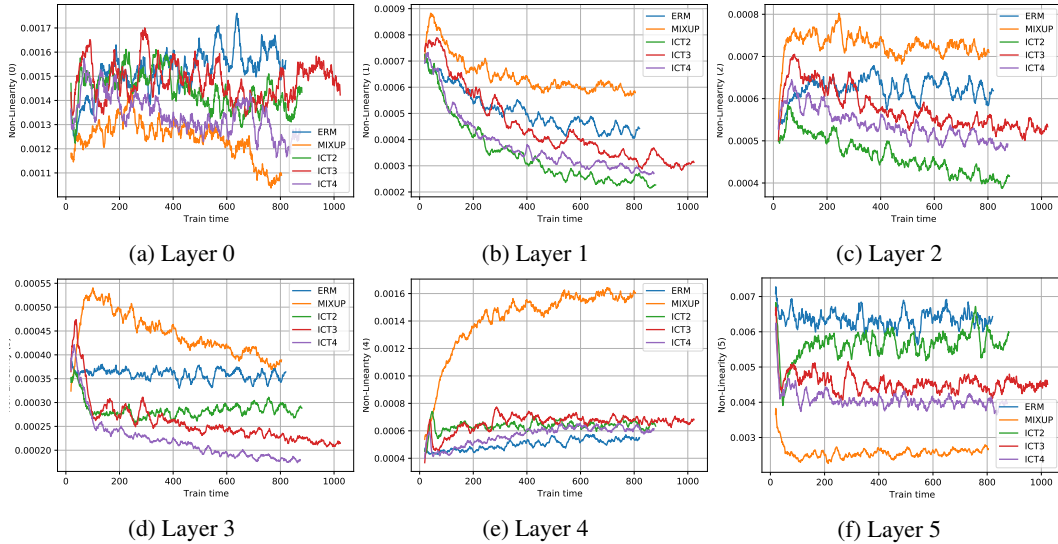 Non-Linearity (0)
0.0017
0.0016
0.0015
0.0014
0.0013
0.0012
0.0011
ERM
MIXUP
ICT2
ICT3
ICT4
0 200 400 600 800 1000
Train time
(a) Layer 0
Non-Linearity (1)
0.0009
0.0008
0.0007
0.0006
0.0005
0.0004
0.0003
0.0002
ERM
MIXUP
ICT2
ICT3
ICT4
0 200 400 600 800 1000
Train time
(b) Layer 1
Non-Linearity (2)
0.0008
0.0007
0.0006
0.0005
0.0004
ERM
MIXUP
ICT2
ICT3
ICT4
0 200 400 600 800 1000
Train time
(c) Layer 2
0.00055
0.00050
0.00045
0.00040
0.00035
0.00030
0.00025
0.00020
ERM
MIXUP
ICT2
ICT3
ICT4
0 200 400 600 800 1000
Train time
(d) Layer 3
Non-Linearity (4)
0.0016
0.0014
0.0012
0.0010
0.0008
0.0006
0.0004
ERM
MIXUP
ICT2
ICT3
ICT4
0 200 400 600 800 1000
Train time
(e) Layer 4
Non-Linearity (5)
0.007
0.006
0.005
0.004
0.003
ERM
MIXUP
ICT2
ICT3
ICT4
0 200 400 600 800 1000
Train time
(f) Layer 5